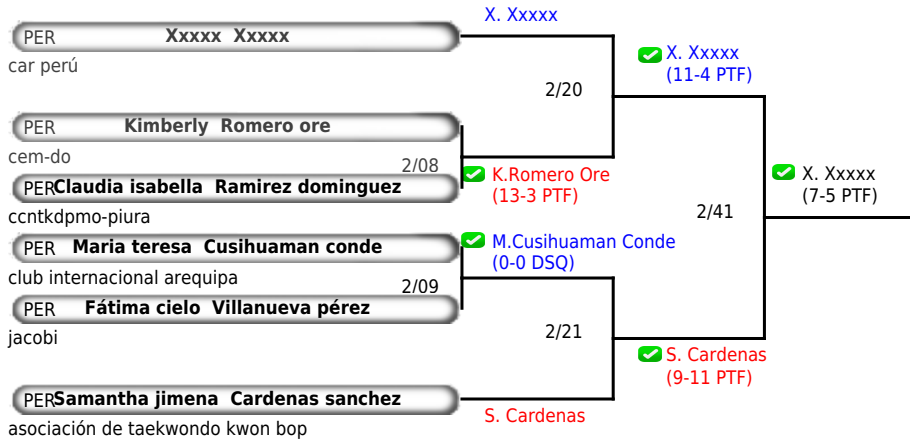 X. Xxxxx
PER Xxxxx Xxxxx
car perú
X. Xxxxx
(11-4 PTF)
2/20
PER Kimberly Romero ore
cem-do
2/08
K.Romero Ore
(13-3 PTF)
X. Xxxxx
(7-5 PTF)
PER Claudia isabella Ramirez dominguez
ccntkdpmo-piura
2/41
PER Maria teresa Cusihuaman conde
M.Cusihuaman Conde
(0-0 DSQ)
club internacional arequipa
2/09
PER Fátima cielo Villanueva pérez
jacobi
2/21
S. Cardenas
(9-11 PTF)
PER Samantha jimena Cardenas sanchez
S. Cardenas
asociación de taekwondo kwon bop